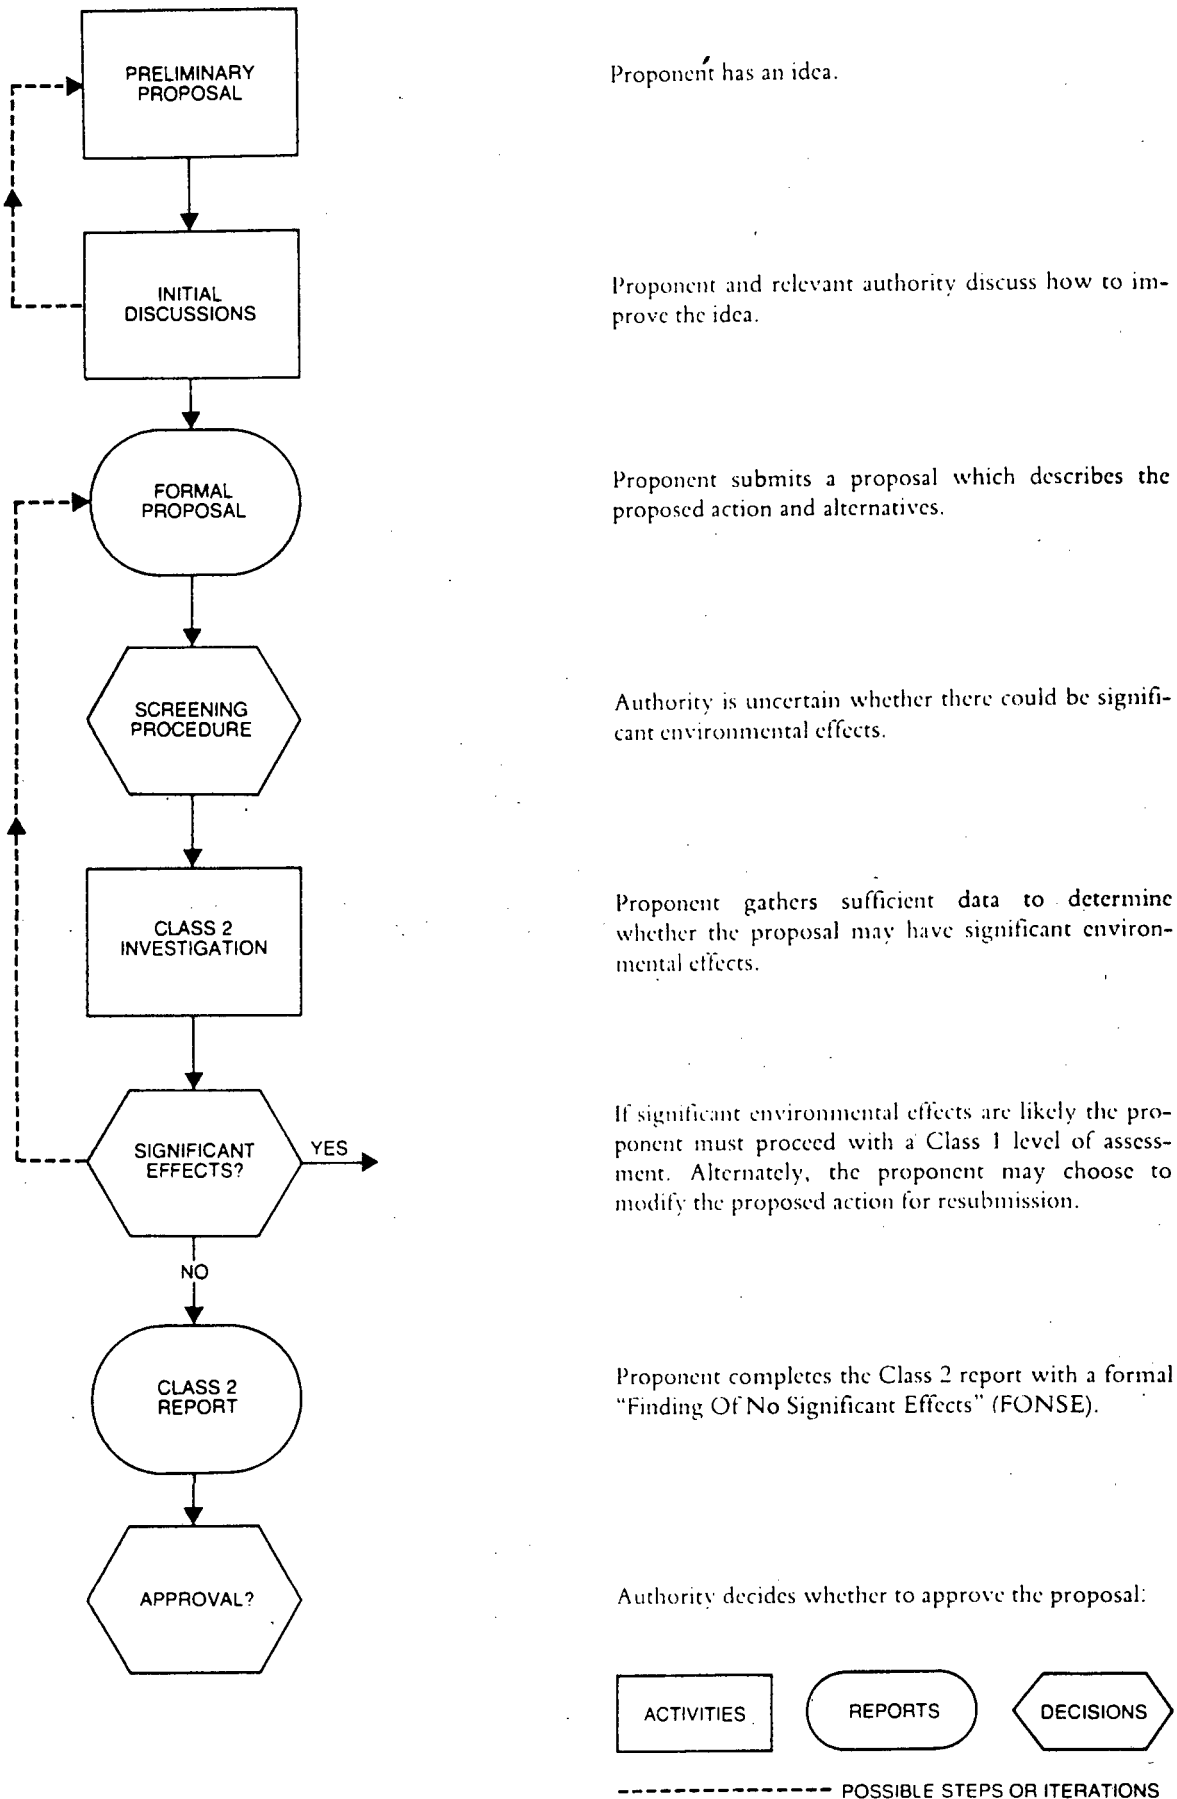 PRELIMINARY
PROPOSAL
Proponent has an idea.
INITIAL
DISCUSSIONS
Proponent and relevant authority discuss how to im-
prove the idea.
FORMAL
PROPOSAL
Proponent submits a proposal which describes the
proposed action and alternatives.
SCREENING
PROCEDURE
Authority is uncertain whether there could be signifi-
cant environmental effects.
CLASS 2
INVESTIGATION
Proponent gathers sufficient data to determine
whether the proposal may have significant environ-
mental effects.
SIGNIFICANT
EFFECTS?
YES
If significant environmental effects are likely the pro-
ponent must proceed with a Class 1 level of assess-
ment. Alternately, the proponent may choose to
modify the proposed action for resubmission.
NO
CLASS 2
REPORT
Proponent completes the Class 2 report with a formal
"Finding Of No Significant Effects" (FONSE).
APPROVAL?
Authority decides whether to approve the proposal.
ACTIVITIES
REPORTS
DECISIONS
POSSIBLE STEPS OR ITERATIONS